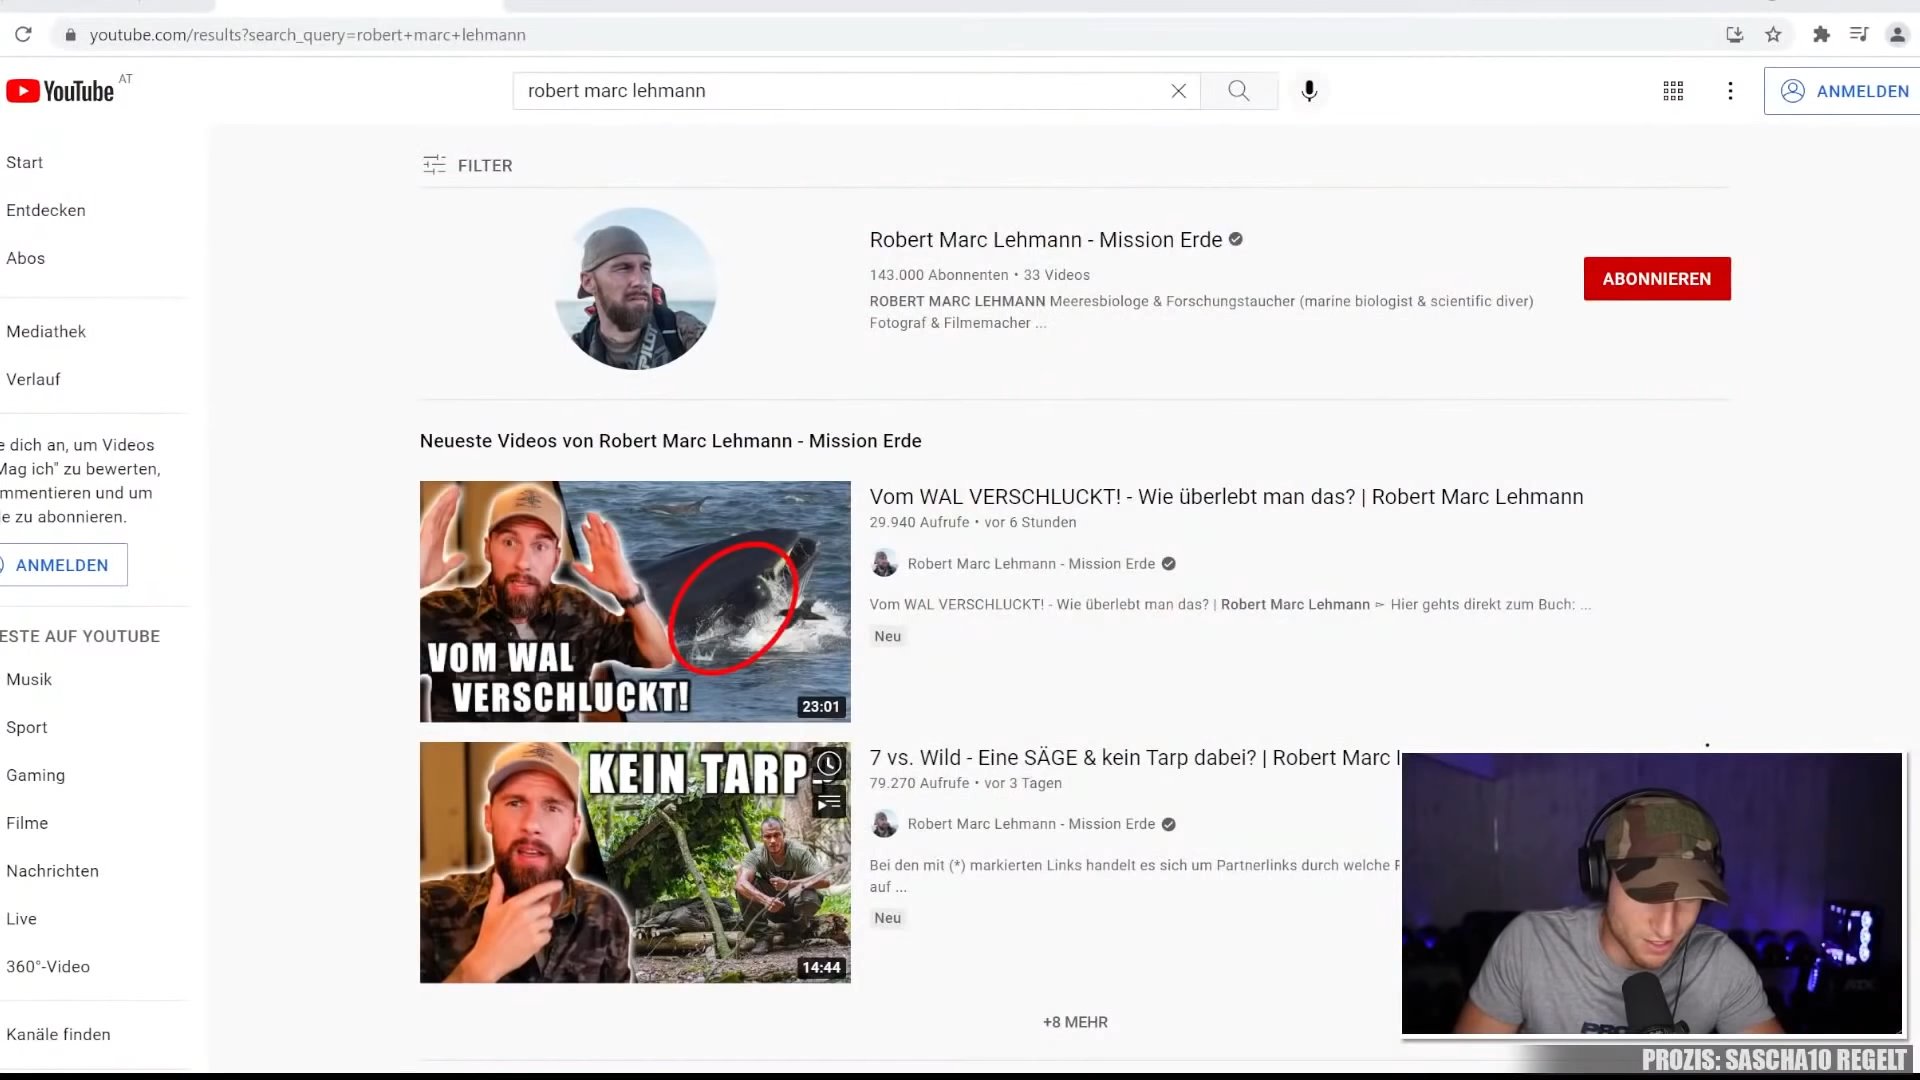 youtube.com/results?search_query=robert+marc+lehmann
YouTube AT
robert marc lehmann
ANMELDEN
Start
Entdecken
Abos
Mediathek
Verlauf
e dich an, um Videos
Mag ich" zu bewerten,
mmentieren und um
le zu abonnieren.
ANMELDEN
ESTE AUF YOUTUBE
Musik
Sport
Gaming
Filme
Nachrichten
Live
360°-Video
Kanäle finden
FILTER
Robert Marc Lehmann - Mission Erde
143.000 Abonnenten • 33 Videos
ROBERT MARC LEHMANN Meeresbiologe & Forschungstaucher (marine biologist & scientific diver)
Fotograf & Filmemacher ...
ABONNIEREN
Neueste Videos von Robert Marc Lehmann - Mission Erde
VOM WAL
VERSCHLUCKT!
23:01
Vom WAL VERSCHLUCKT! - Wie überlebt man das? | Robert Marc Lehmann
29.940 Aufrufe • vor 6 Stunden
Robert Marc Lehmann - Mission Erde
Vom WAL VERSCHLUCKT! - Wie überlebt man das? | Robert Marc Lehmann ➣ Hier gehts direkt zum Buch: ...
Neu
KEIN TARP
14:44
7 vs. Wild - Eine SÄGE & kein Tarp dabei? | Robert Marc
79.270 Aufrufe • vor 3 Tagen
Robert Marc Lehmann - Mission Erde
Bei den mit (*) markierten Links handelt es sich um Partnerlinks durch welche
auf ...
Neu
+8 MEHR
PROZIS: SASCHA10 REGELT